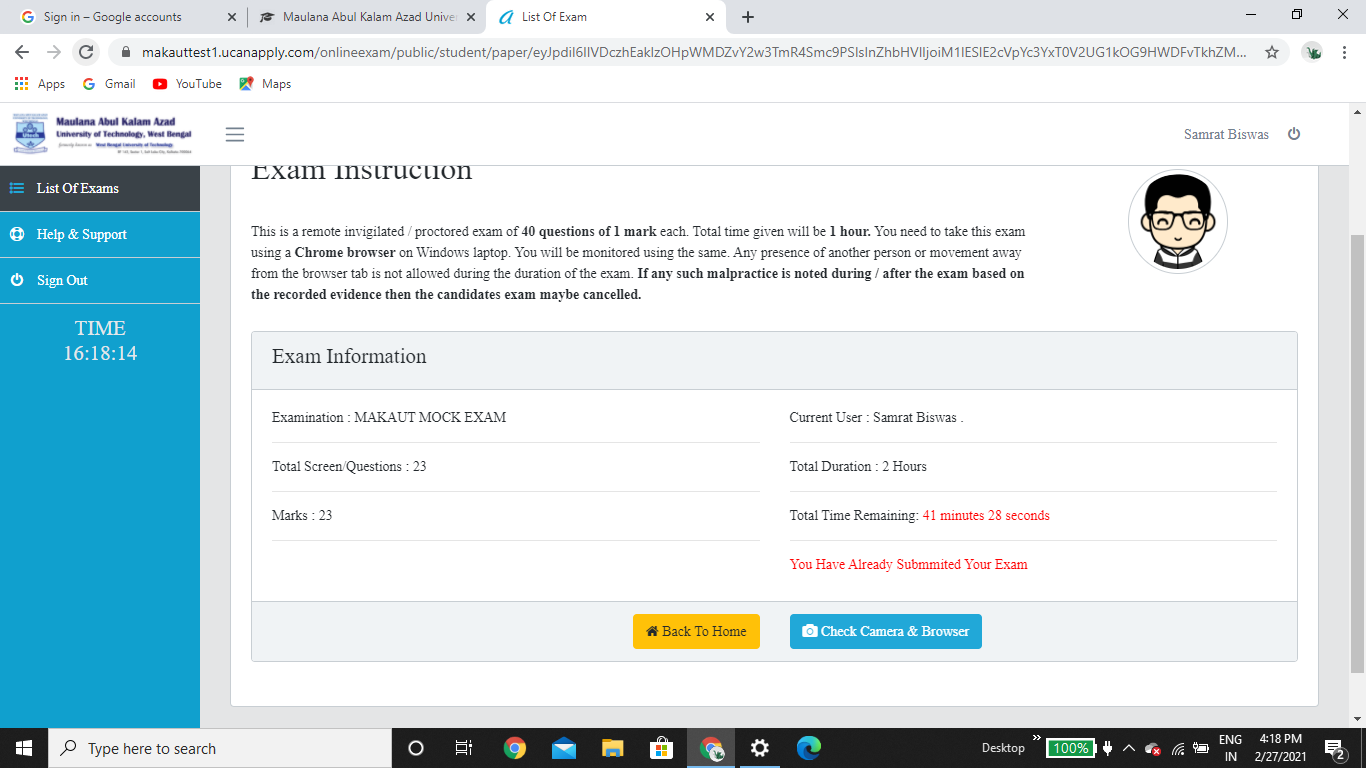 Sign in – Google accounts
Maulana Abul Kalam Azad Univer
List Of Exam
makauttest1.ucanapply.com/onlineexam/public/student/paper/
Apps
Gmail
YouTube
Maps
Maulana Abul Kalam Azad
University of Technology, West Bengal
Samrat Biswas
List Of Exams
Help & Support
Sign Out
TIME
16:18:14
Exam Instruction
This is a remote invigilated / proctored exam of 40 questions of 1 mark each. Total time given will be 1 hour. You need to take this exam
using a Chrome browser on Windows laptop. You will be monitored using the same. Any presence of another person or movement away
from the browser tab is not allowed during the duration of the exam. If any such malpractice is noted during / after the exam based on
the recorded evidence then the candidates exam maybe cancelled.
Exam Information
Examination : MAKAUT MOCK EXAM
Current User : Samrat Biswas .
Total Screen/Questions : 23
Total Duration : 2 Hours
Marks : 23
Total Time Remaining: 41 minutes 28 seconds
You Have Already Submmited Your Exam
Back To Home
Check Camera & Browser
Type here to search
Desktop
100%
ENG
IN
4:18 PM
2/27/2021
2